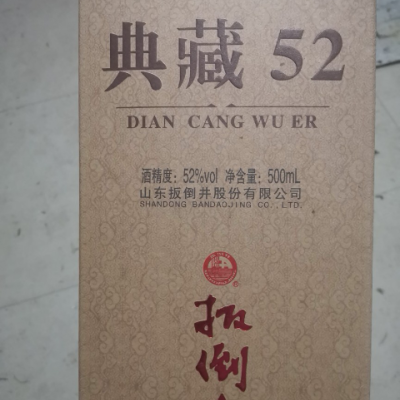 典藏 52
DIAN CANG WU ER
酒精度：52%vol 净含量：500mL
山东扳倒井股份有限公司
SHANDONG BANDAOJING CO., LTD.
扳倒